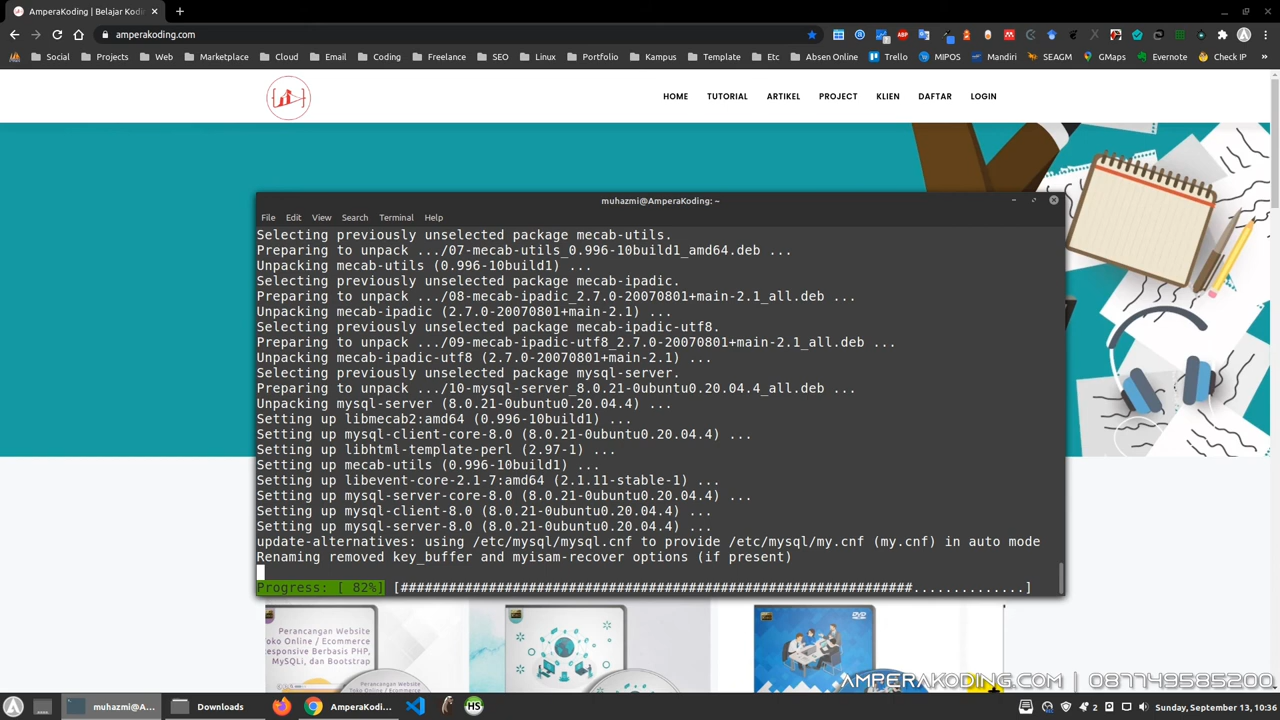 AmperaKoding | Belajar Kodi
amperakoding.com
Social
Projects
Web
Marketplace
Cloud
Email
Coding
Freelance
SEO
Linux
Portfolio
Kampus
Template
Etc
Absen Online
Trello
MIPOS
Mandiri
SEAGM
GMaps
Evernote
Check IP
HOME
TUTORIAL
ARTIKEL
PROJECT
KLIEN
DAFTAR
LOGIN
muhazmi@AmperaKoding: ~
File Edit View Search Terminal Help
Selecting previously unselected package mecab-utils.
Preparing to unpack .../07-mecab-utils_0.996-10build1_amd64.deb ...
Unpacking mecab-utils (0.996-10build1) ...
Selecting previously unselected package mecab-ipadic.
Preparing to unpack .../08-mecab-ipadic_2.7.0-20070801+main-2.1_all.deb ...
Unpacking mecab-ipadic (2.7.0-20070801+main-2.1) ...
Selecting previously unselected package mecab-ipadic-utf8.
Preparing to unpack .../09-mecab-ipadic-utf8_2.7.0-20070801+main-2.1_all.deb ...
Unpacking mecab-ipadic-utf8 (2.7.0-20070801+main-2.1) ...
Selecting previously unselected package mysql-server.
Preparing to unpack .../10-mysql-server_8.0.21-0ubuntu0.20.04.4_all.deb ...
Unpacking mysql-server (8.0.21-0ubuntu0.20.04.4) ...
Setting up libmecab2:amd64 (0.996-10build1) ...
Setting up mysql-client-core-8.0 (8.0.21-0ubuntu0.20.04.4) ...
Setting up libhtml-template-perl (2.97-1) ...
Setting up mecab-utils (0.996-10build1) ...
Setting up libevent-core-2.1-7:amd64 (2.1.11-stable-1) ...
Setting up mysql-server-core-8.0 (8.0.21-0ubuntu0.20.04.4) ...
Setting up mysql-client-8.0 (8.0.21-0ubuntu0.20.04.4) ...
Setting up mysql-server-8.0 (8.0.21-0ubuntu0.20.04.4) ...
update-alternatives: using /etc/mysql/mysql.cnf to provide /etc/mysql/my.cnf (my.cnf) in auto mode
Renaming removed key_buffer and myisam-recover options (if present)
Progress: [ 82%] [################################################################..............]
Perancangan Website
Toko Online / Ecommerce
Responsive Berbasis PHP,
MySQLi, dan Bootstrap
DVD
AMPERAKODING.COM | 087749585200
muhazmi@A...
Downloads
AmperaKodi...
HS
2
Sunday, September 13, 10:36